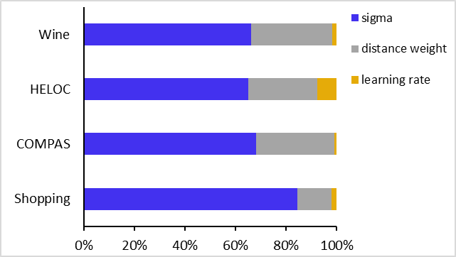 Wine
HELOC
COMPAS
Shopping
0% 20% 40% 60% 80% 100%
sigma
distance weight
learning rate